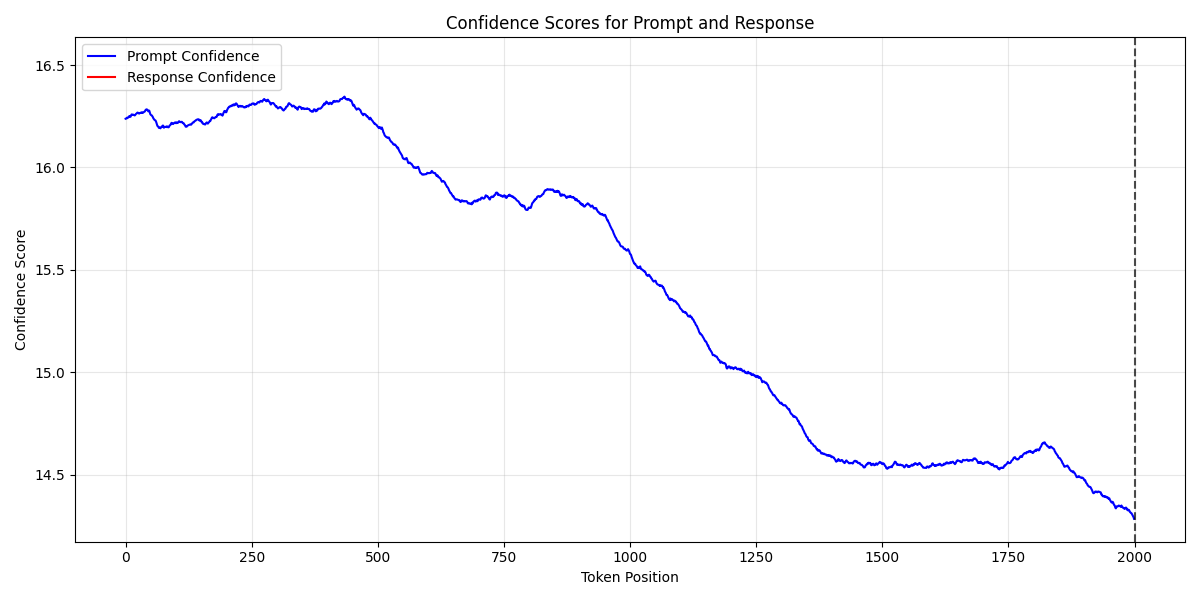 Confidence Scores for Prompt and Response
Prompt Confidence
Response Confidence
Confidence Score
16.5
16.0
15.5
15.0
14.5
0 250 500 750 1000 1250 1500 1750 2000
Token Position